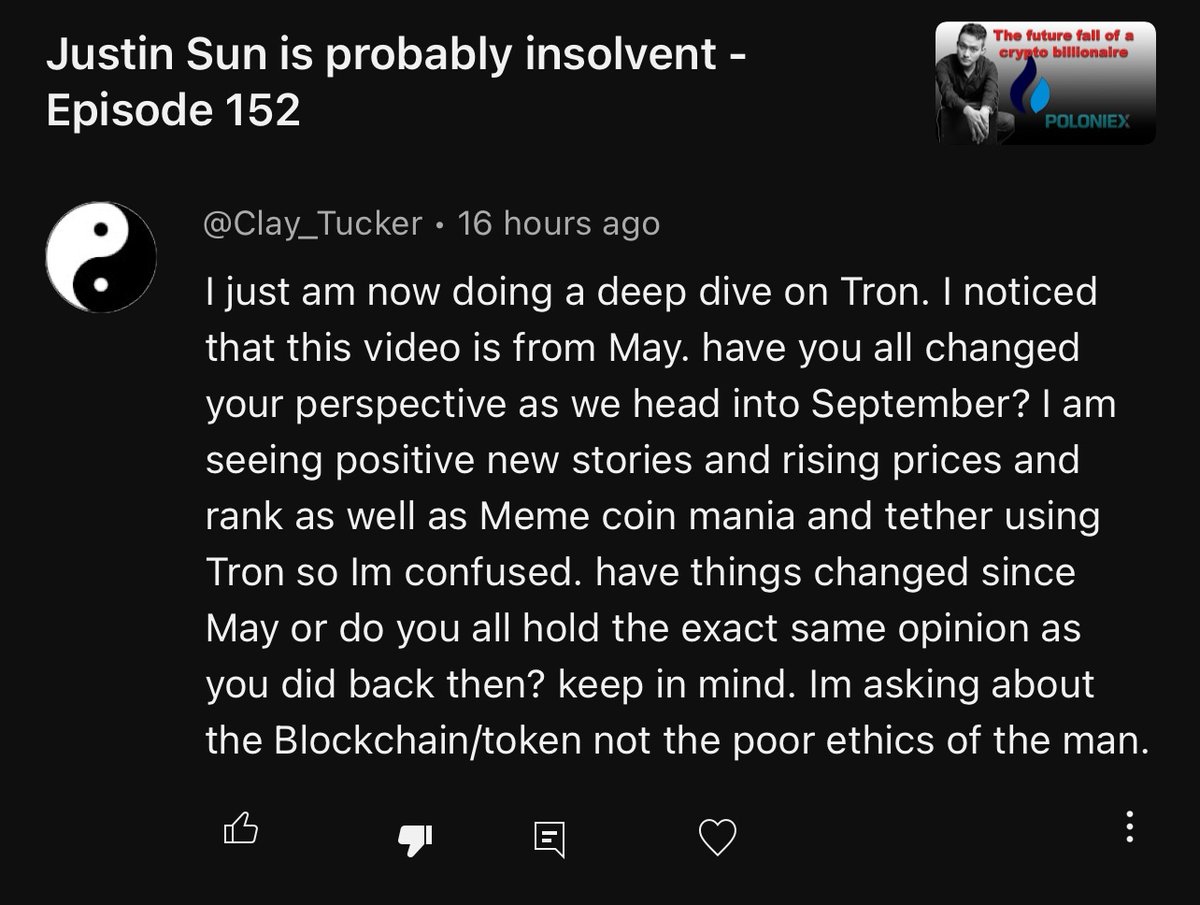 Justin Sun is probably insolvent -
Episode 152
The future fall of a
crypto billionaire
POLONIEX
@Clay_Tucker • 16 hours ago
I just am now doing a deep dive on Tron. I noticed
that this video is from May. have you all changed
your perspective as we head into September? I am
seeing positive new stories and rising prices and
rank as well as Meme coin mania and tether using
Tron so Im confused. have things changed since
May or do you all hold the exact same opinion as
you did back then? keep in mind. Im asking about
the Blockchain/token not the poor ethics of the man.